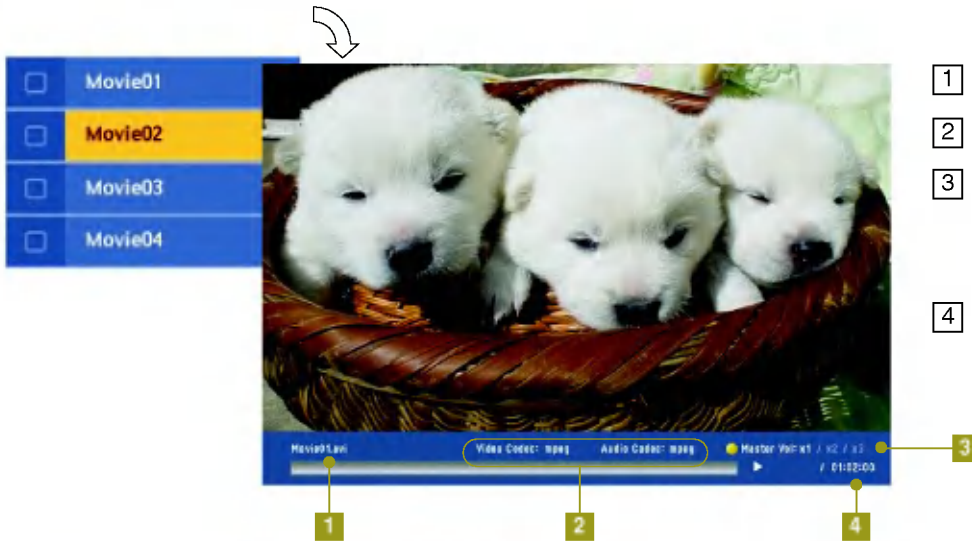 Movie01
Movie02
Movie03
Movie04
1
2
3
4
Movie01.avi
Video Codec: mpeg Audio Codec: mpeg
Master Vol: x1 / x2 / x3
/ 01:02:00
3
1
2
4